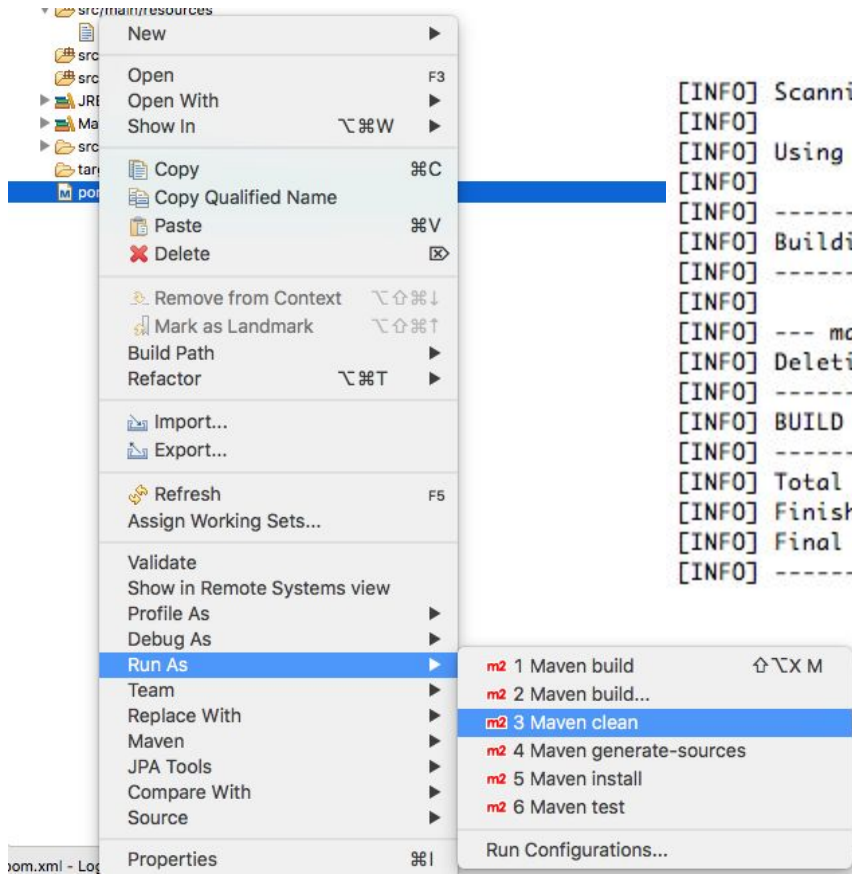 src/main/resources
src
src
JRE
Ma
src
tar
pom
New
Open F3
Open With
Show In ⌥⌘W
Copy ⌘C
Copy Qualified Name
Paste ⌘V
Delete ⌦
Remove from Context ⌥⇧⌘↓
Mark as Landmark ⌥⇧⌘↑
Build Path
Refactor ⌥⌘T
Import...
Export...
Refresh F5
Assign Working Sets...
Validate
Show in Remote Systems view
Profile As
Debug As
Run As
Team
Replace With
Maven
JPA Tools
Compare With
Source
Properties ⌘I
m2 1 Maven build ⇧⌥X M
m2 2 Maven build...
m2 3 Maven clean
m2 4 Maven generate-sources
m2 5 Maven install
m2 6 Maven test
Run Configurations...
[INFO] Scanni
[INFO]
[INFO] Using
[INFO]
[INFO] ------
[INFO] Buildi
[INFO] ------
[INFO]
[INFO] --- ma
[INFO] Deleti
[INFO] ------
[INFO] BUILD
[INFO] ------
[INFO] Total
[INFO] Finish
[INFO] Final
[INFO] ------
pom.xml - Log